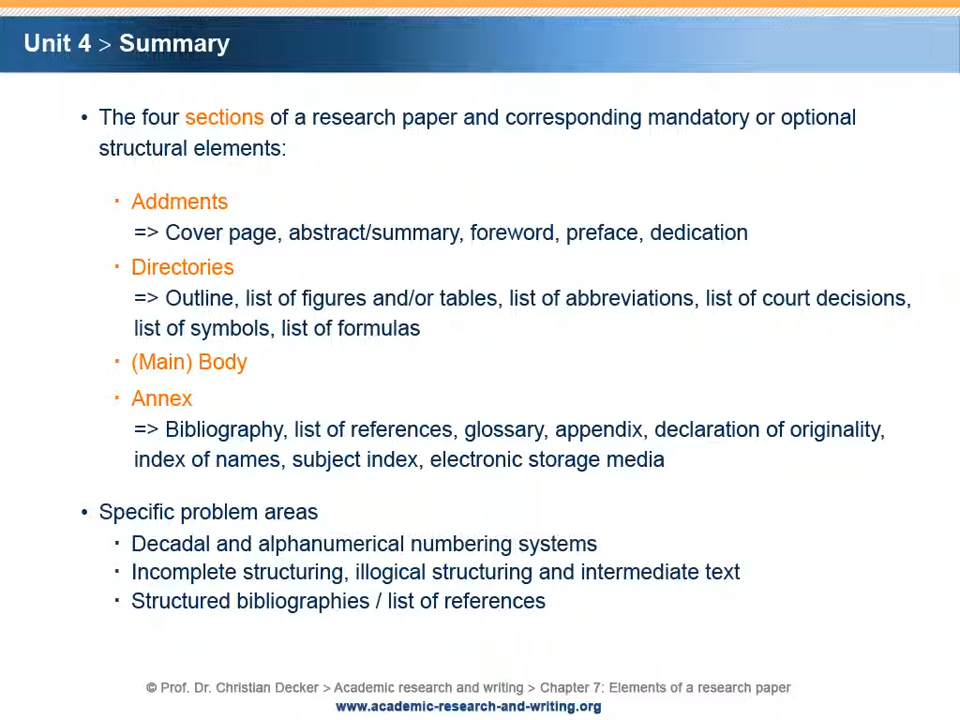 Unit 4 > Summary
• The four sections of a research paper and corresponding mandatory or optional
structural elements:
· Addments
=> Cover page, abstract/summary, foreword, preface, dedication
· Directories
=> Outline, list of figures and/or tables, list of abbreviations, list of court decisions,
list of symbols, list of formulas
· (Main) Body
· Annex
=> Bibliography, list of references, glossary, appendix, declaration of originality,
index of names, subject index, electronic storage media
• Specific problem areas
· Decadal and alphanumerical numbering systems
· Incomplete structuring, illogical structuring and intermediate text
· Structured bibliographies / list of references
© Prof. Dr. Christian Decker > Academic research and writing > Chapter 7: Elements of a research paper
www.academic-research-and-writing.org